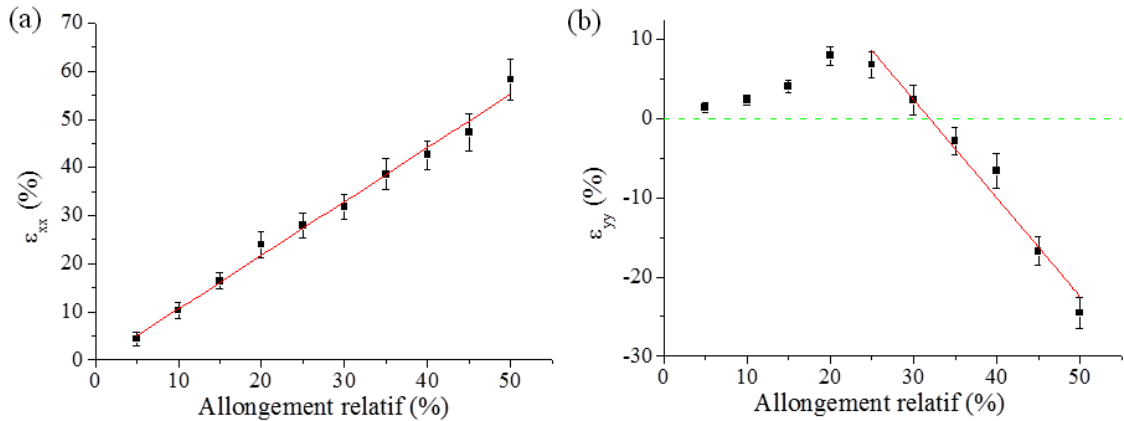 (a)
70
60
50
40
30
20
10
0
ε_xx (%)
0 10 20 30 40 50
Allongement relatif (%)
(b)
10
0
-10
-20
-30
ε_yy (%)
0 10 20 30 40 50
Allongement relatif (%)